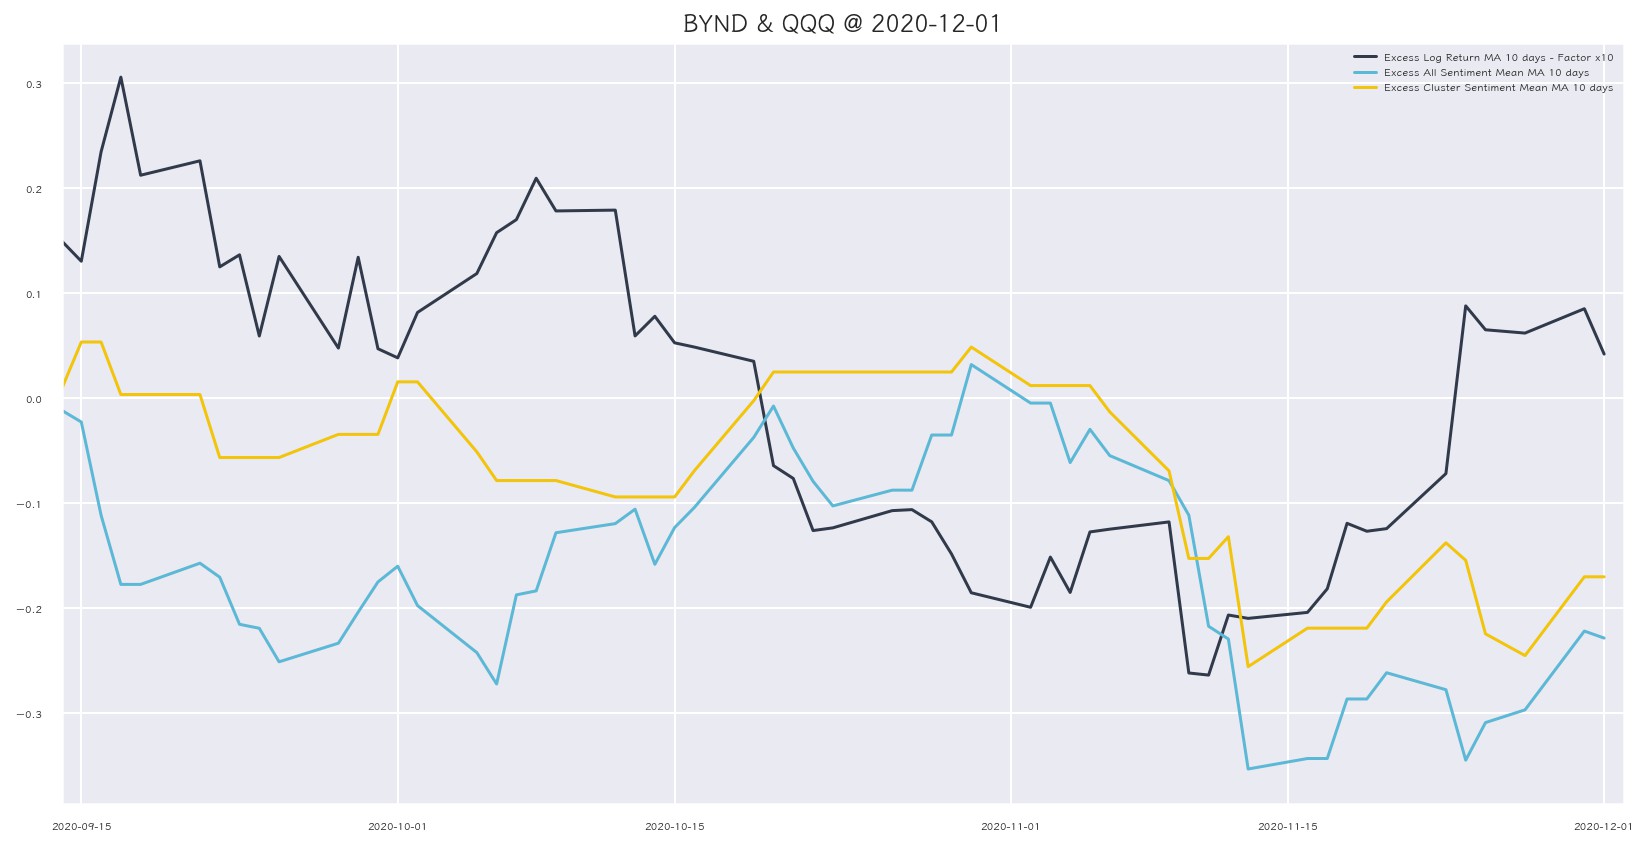 BYND & QQQ @ 2020-12-01
Excess Log Return MA 10 days - Factor x10
Excess All Sentiment Mean MA 10 days
Excess Cluster Sentiment Mean MA 10 days
0.3
0.2
0.1
0.0
−0.1
−0.2
−0.3
2020-09-15 2020-10-01 2020-10-15 2020-11-01 2020-11-15 2020-12-01